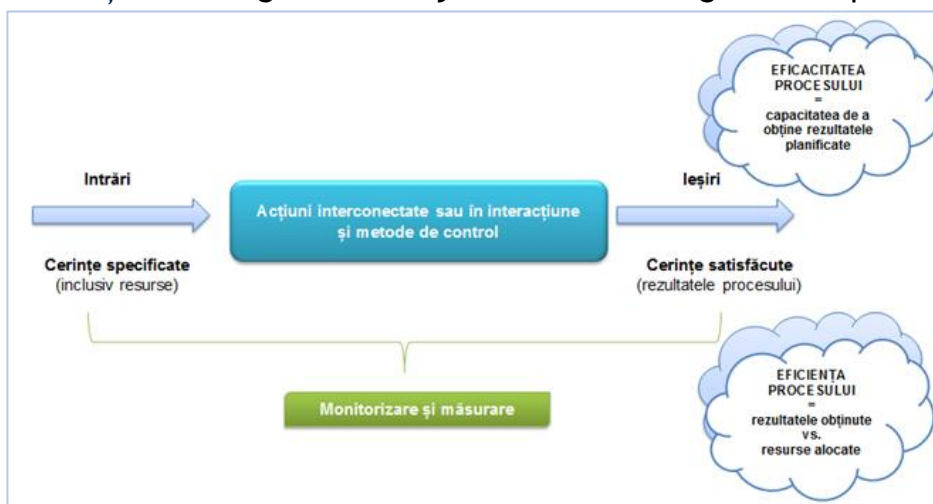 EFICACITATEA
PROCESULUI
=
capacitatea de a
obține rezultatele
planificate
Intrări
Ieșiri
Acțiuni interconectate sau în interacțiune
și metode de control
Cerințe specificate
(inclusiv resurse)
Cerințe satisfăcute
(rezultatele procesului)
Monitorizare și măsurare
EFICIENȚA
PROCESULUI
=
rezultatele obținute
vs.
resurse alocate